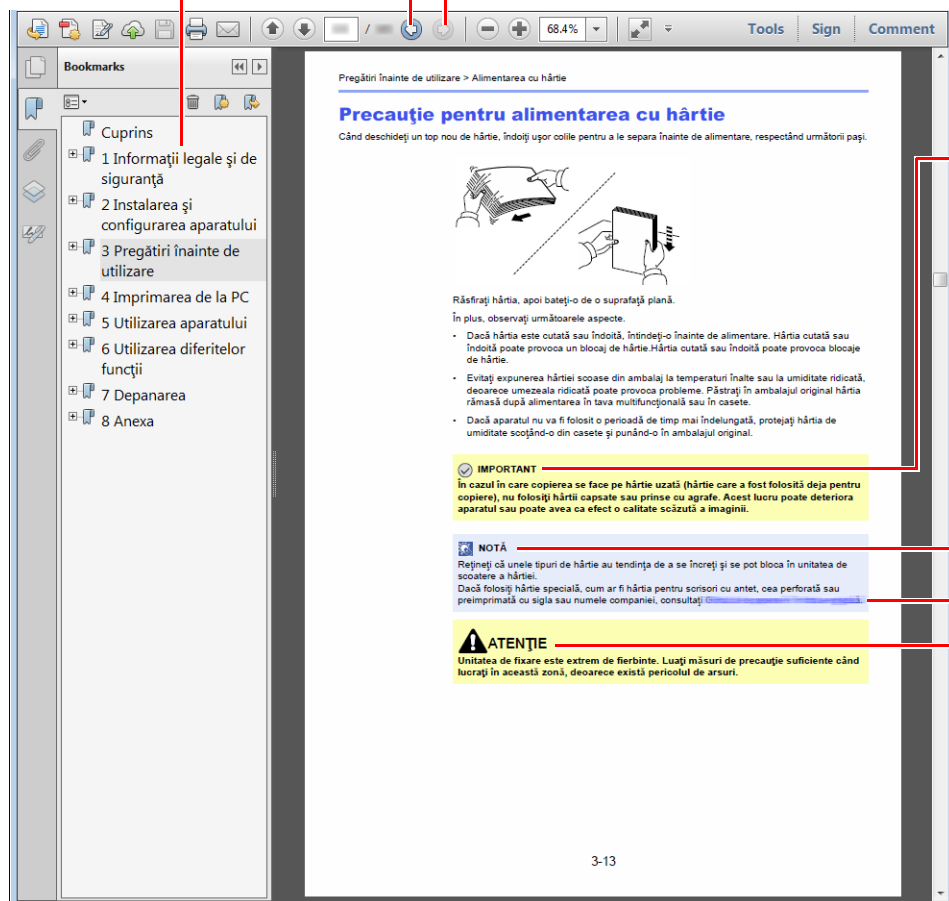 / 68.4% Tools Sign Comment
Bookmarks
Cuprins
1 Informaţii legale şi de
siguranţă
2 Instalarea şi
configurarea aparatului
3 Pregătiri înainte de
utilizare
4 Imprimarea de la PC
5 Utilizarea aparatului
6 Utilizarea diferitelor
funcţii
7 Depanarea
8 Anexa
Pregătiri înainte de utilizare > Alimentarea cu hârtie
Precauţie pentru alimentarea cu hârtie
Când deschideţi un top nou de hârtie, îndoiţi uşor colile pentru a le separa înainte de alimentare, respectând următorii paşi.
Răsfiraţi hârtia, apoi bateţi-o de o suprafaţă plană.
În plus, observaţi următoarele aspecte.
• Dacă hârtia este cutată sau îndoită, întindeţi-o înainte de alimentare. Hârtia cutată sau
îndoită poate provoca un blocaj de hârtie.Hârtia cutată sau îndoită poate provoca blocaje
de hârtie.
• Evitaţi expunerea hârtiei scoase din ambalaj la temperaturi înalte sau la umiditate ridicată,
deoarece umezeala ridicată poate provoca probleme. Păstraţi în ambalajul original hârtia
rămasă după alimentarea în tava multifuncţională sau în casete.
• Dacă aparatul nu va fi folosit o perioadă de timp mai îndelungată, protejaţi hârtia de
umiditate scoţând-o din casete şi punând-o în ambalajul original.
IMPORTANT
În cazul în care copierea se face pe hârtie uzată (hârtie care a fost folosită deja pentru
copiere), nu folosiţi hârtii capsate sau prinse cu agrafe. Acest lucru poate deteriora
aparatul sau poate avea ca efect o calitate scăzută a imaginii.
NOTĂ
Reţineţi că unele tipuri de hârtie au tendinţa de a se încreţi şi se pot bloca în unitatea de
scoatere a hârtiei.
Dacă folosiţi hârtie specială, cum ar fi hârtia pentru scrisori cu antet, cea perforată sau
preimprimată cu sigla sau numele companiei, consultaţi
ATENŢIE
Unitatea de fixare este extrem de fierbinte. Luaţi măsuri de precauţie suficiente când
lucraţi în această zonă, deoarece există pericolul de arsuri.
3-13